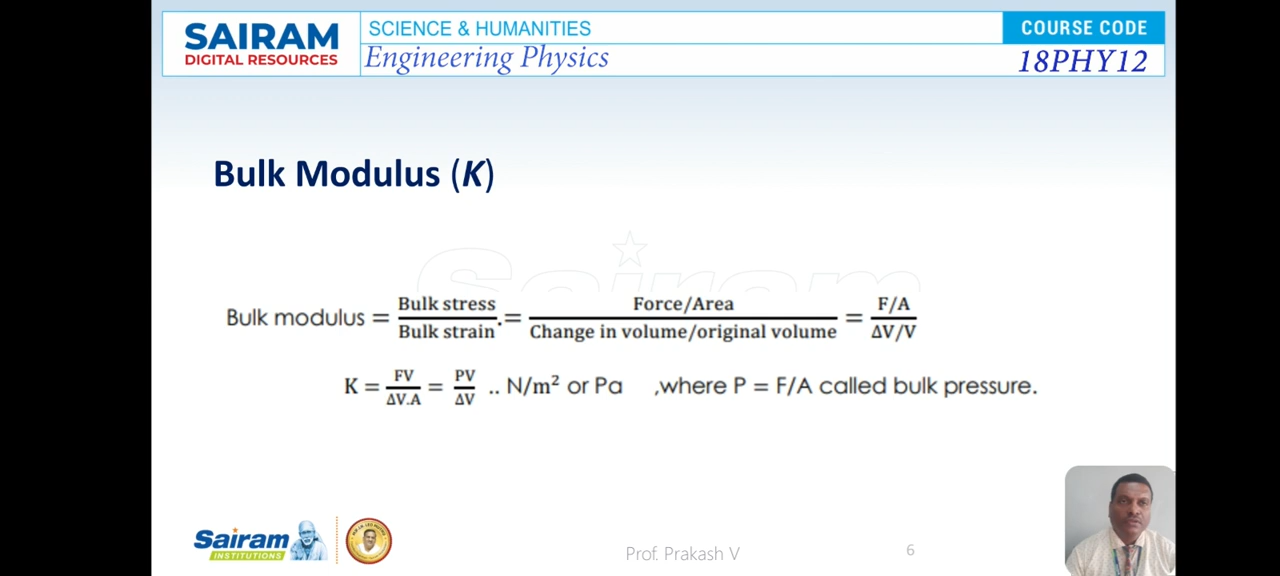 SAIRAM
DIGITAL RESOURCES
SCIENCE & HUMANITIES
Engineering Physics
COURSE CODE
18PHY12
Bulk Modulus (K)
Sairam
Bulk modulus = Bulk stress / Bulk strain . = Force/Area / Change in volume/original volume = F/A / ΔV/V
K = FV / ΔV.A = PV / ΔV .. N/m² or Pa ,where P = F/A called bulk pressure.
Sairam
INSTITUTIONS
Prof. Prakash V
6